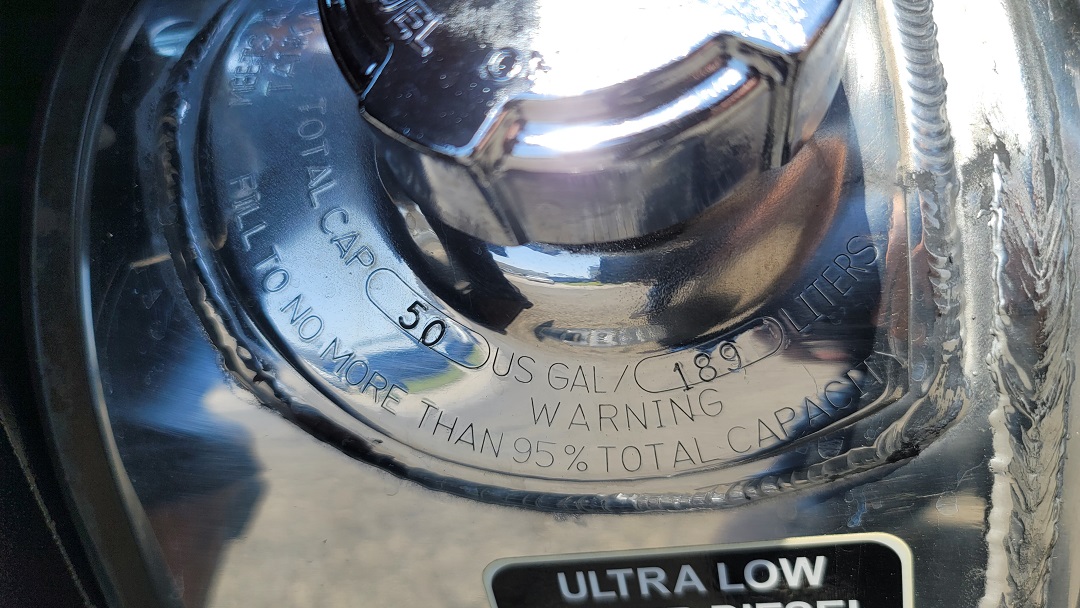 TOTAL CAP 50 US GAL/ 189 LITERS
WARNING
FILL TO NO MORE THAN 95% TOTAL CAPACITY
ULTRA LOW